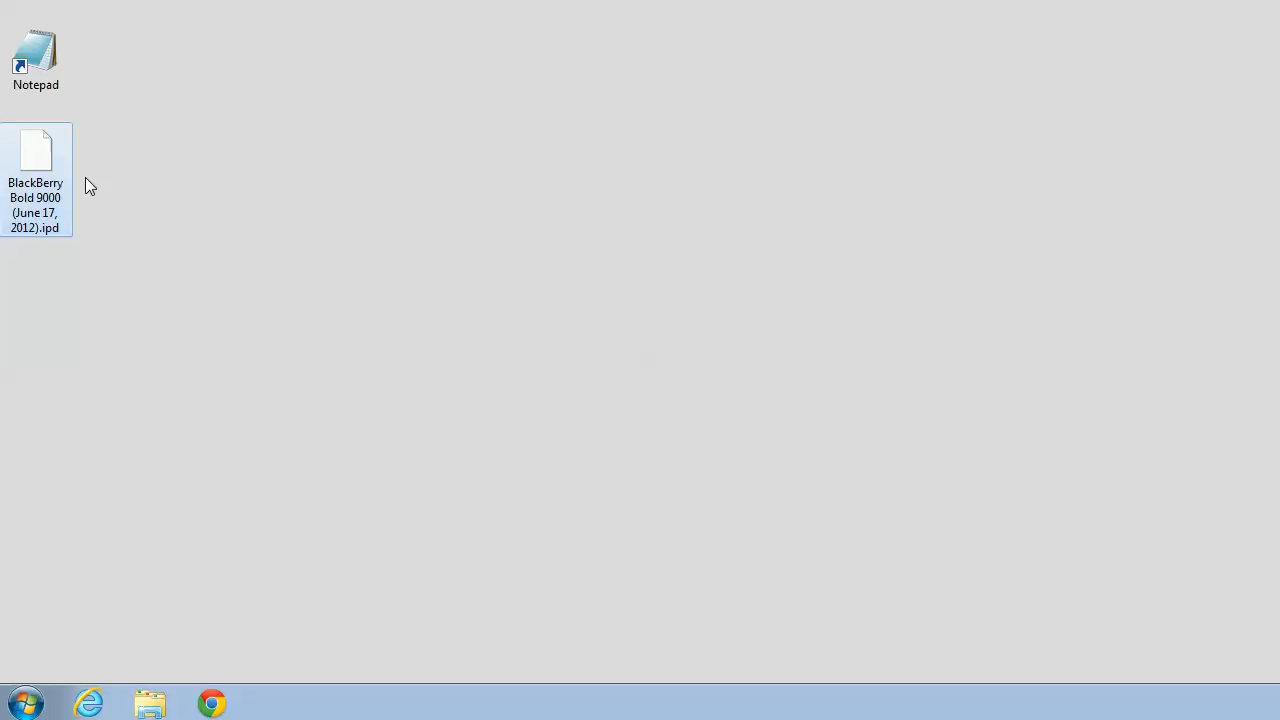 Notepad
BlackBerry
Bold 9000
(June 17,
2012).ipd